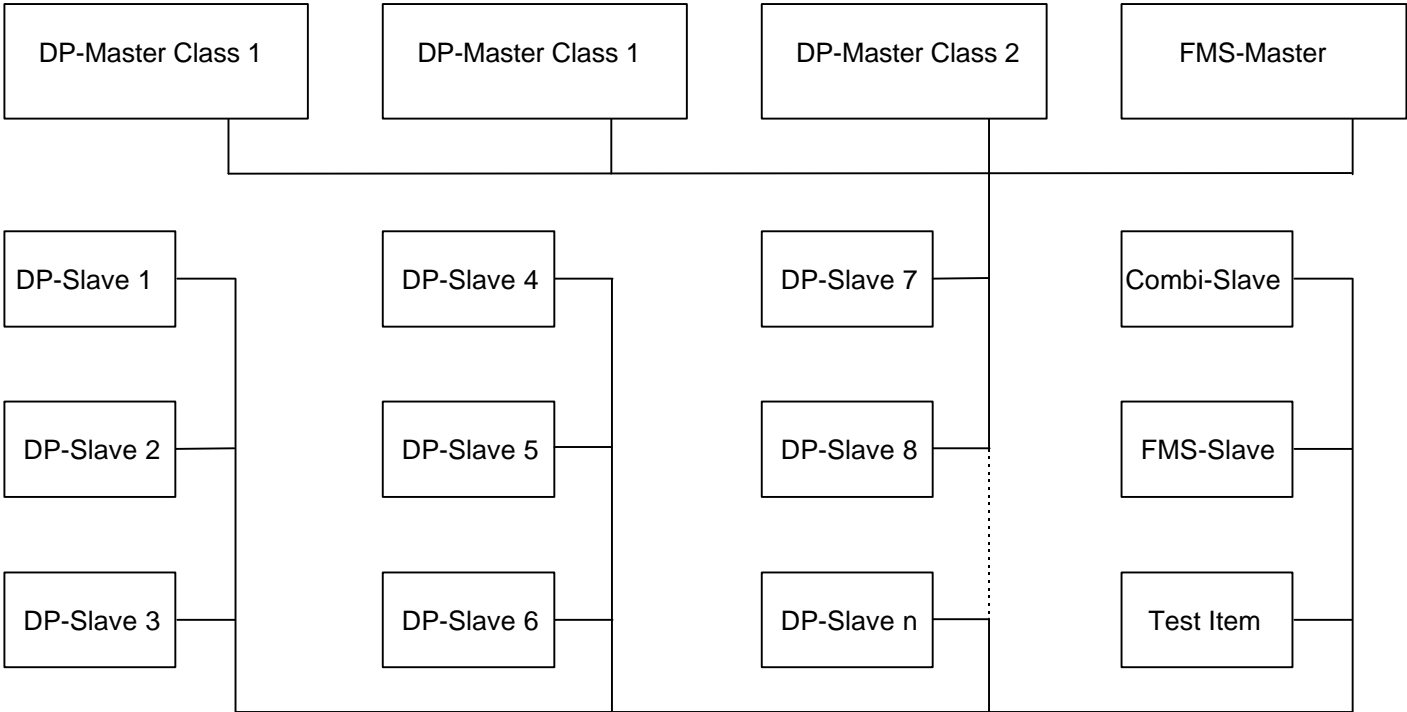 DP-Master Class 1
DP-Master Class 1
DP-Master Class 2
FMS-Master
DP-Slave 1
DP-Slave 4
DP-Slave 7
Combi-Slave
DP-Slave 2
DP-Slave 5
DP-Slave 8
FMS-Slave
DP-Slave 3
DP-Slave 6
DP-Slave n
Test Item